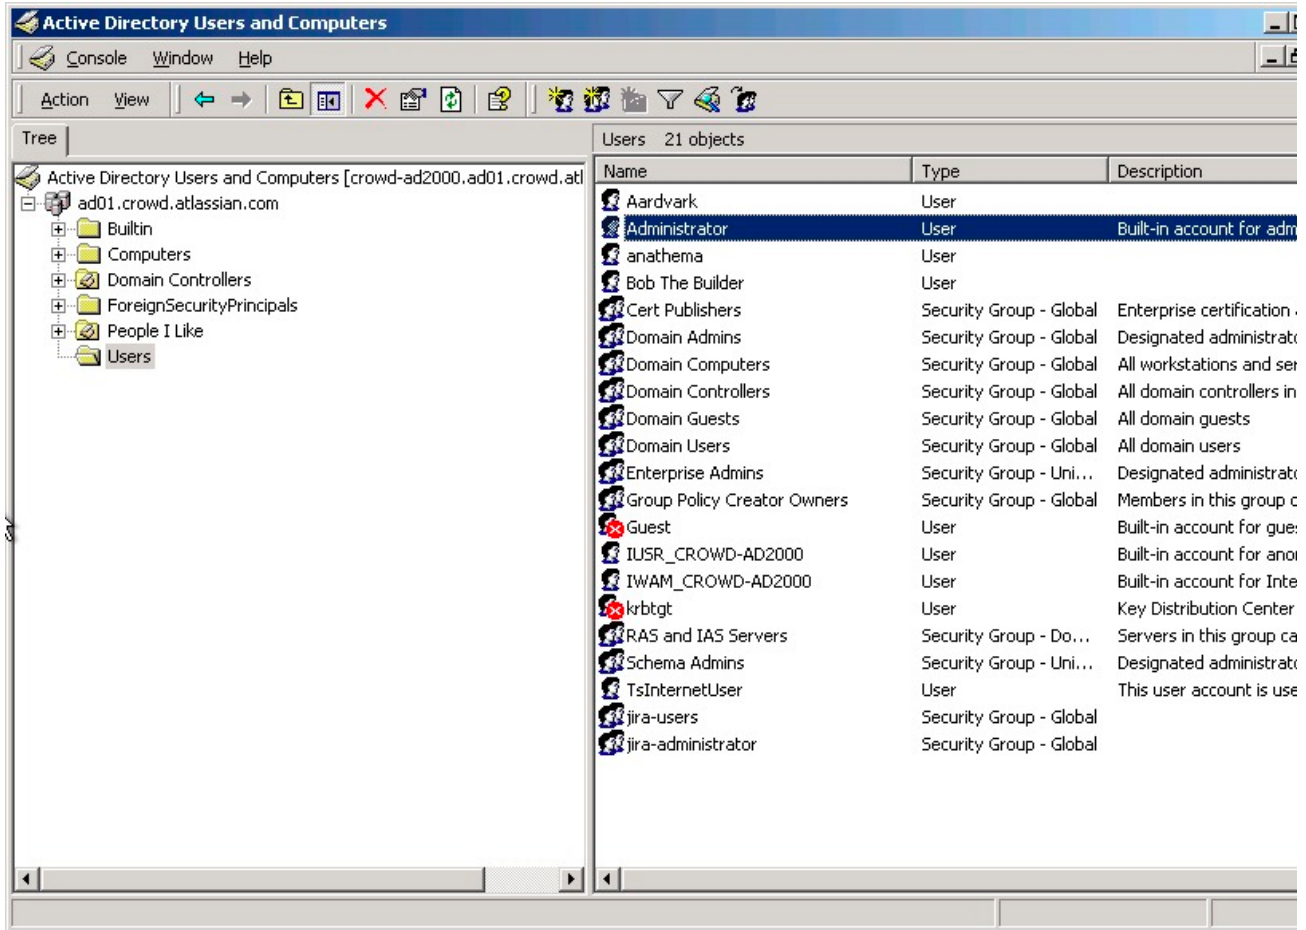 Active Directory Users and Computers
Console Window Help
Action View
Tree
Users 21 objects
Active Directory Users and Computers [crowd-ad2000.ad01.crowd.atl
ad01.crowd.atlassian.com
Builtin
Computers
Domain Controllers
ForeignSecurityPrincipals
People I Like
Users
Name Type Description
Aardvark User
Administrator User Built-in account for adm
anathema User
Bob The Builder User
Cert Publishers Security Group - Global Enterprise certification
Domain Admins Security Group - Global Designated administrato
Domain Computers Security Group - Global All workstations and ser
Domain Controllers Security Group - Global All domain controllers in
Domain Guests Security Group - Global All domain guests
Domain Users Security Group - Global All domain users
Enterprise Admins Security Group - Uni... Designated administrato
Group Policy Creator Owners Security Group - Global Members in this group c
Guest User Built-in account for gues
IUSR_CROWD-AD2000 User Built-in account for anon
IWAM_CROWD-AD2000 User Built-in account for Inte
krbtgt User Key Distribution Center
RAS and IAS Servers Security Group - Do... Servers in this group ca
Schema Admins Security Group - Uni... Designated administrato
TsInternetUser User This user account is use
jira-users Security Group - Global
jira-administrator Security Group - Global